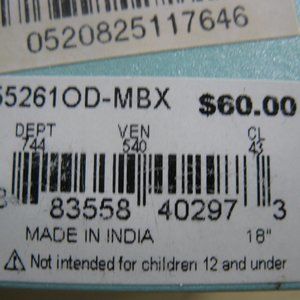 0520825117646
55261OD-MBX $60.00
DEPT VEN CL
744 540 43
83558 40297 3
MADE IN INDIA 18"
Not intended for children 12 and under